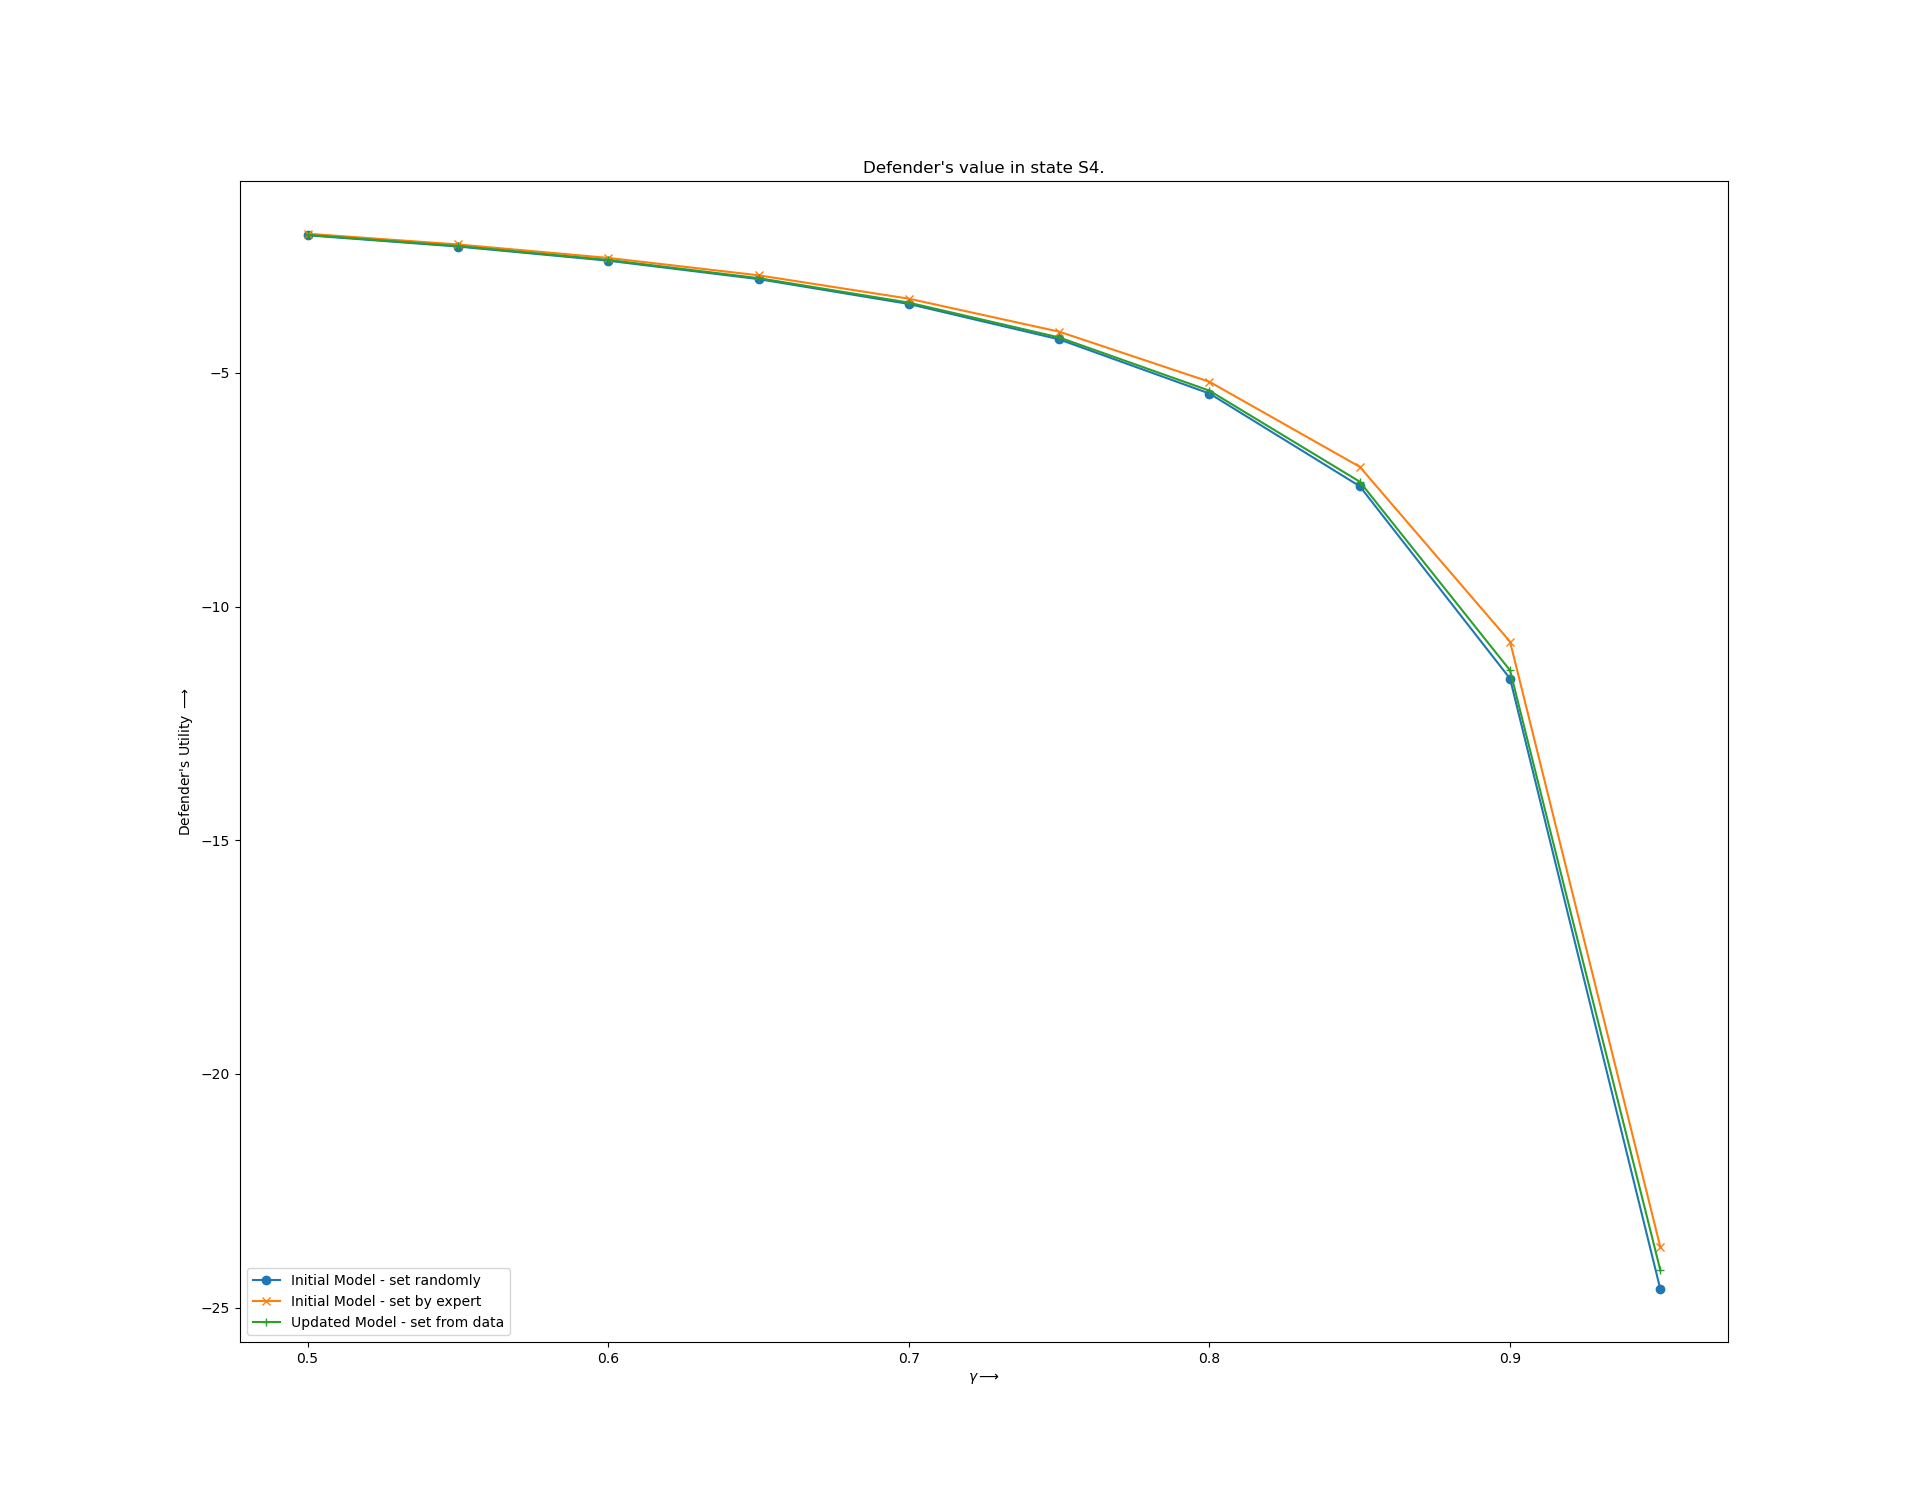 Defender's value in state S4.
Defender's Utility ⟶
−5
−10
−15
−20
−25
Initial Model - set randomly
Initial Model - set by expert
Updated Model - set from data
0.5 0.6 0.7 0.8 0.9
γ⟶